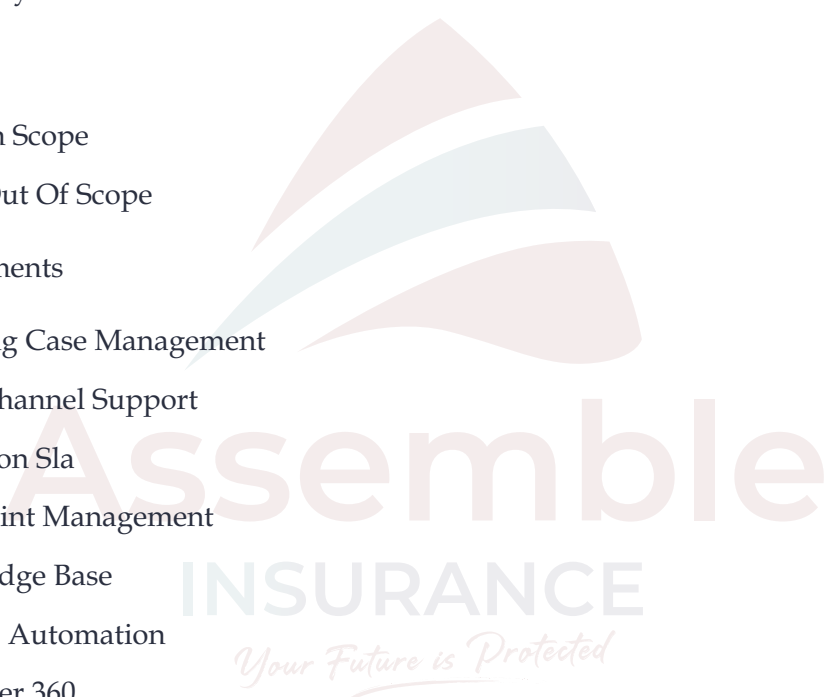 n Scope
ut Of Scope
ments
g Case Management
hannel Support
on Sla
int Management
dge Base
Automation
er 360
Assemble
INSURANCE
Your Future is Protected